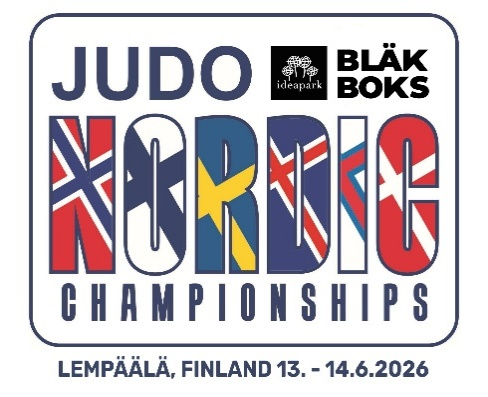 JUDO
ideapark
BLÄK
BOKS
NORDIC
CHAMPIONSHIPS
LEMPÄÄLÄ, FINLAND 13. - 14.6.2026